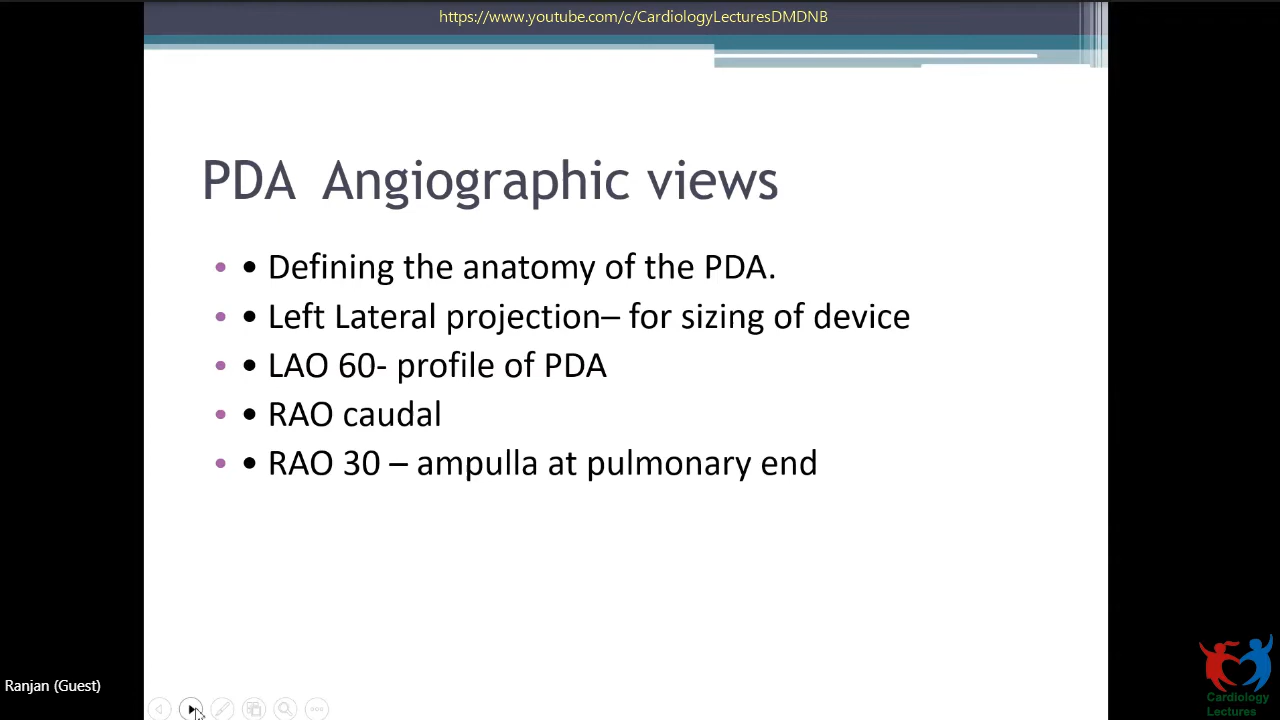 https://www.youtube.com/c/CardiologyLecturesDMDNB
PDA Angiographic views
• • Defining the anatomy of the PDA.
• • Left Lateral projection– for sizing of device
• • LAO 60- profile of PDA
• • RAO caudal
• • RAO 30 – ampulla at pulmonary end
Ranjan (Guest)
Cardiology
Lectures